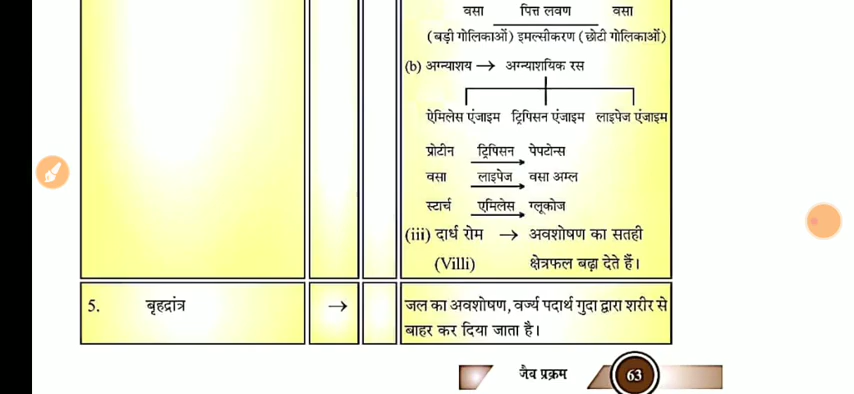 वसा पित्त लवण वसा
(बड़ी गोलिकाओं) इमल्सीकरण (छोटी गोलिकाओं)
(b) अग्न्याशय → अग्न्याशयिक रस
ऐमिलेस एंजाइम ट्रिपिसन एंजाइम लाइपेज एंजाइम
प्रोटीन ट्रिपिसन पेपटोन्स
वसा लाइपेज वसा अम्ल
स्टार्च एमिलेस ग्लूकोज
(iii) दार्ध रोम → अवशोषण का सतही
(Villi) क्षेत्रफल बढ़ा देते हैं।
5. बृहद्रांत्र → जल का अवशोषण, वर्ज्य पदार्थ गुदा द्वारा शरीर से
बाहर कर दिया जाता है।
जैव प्रक्रम 63